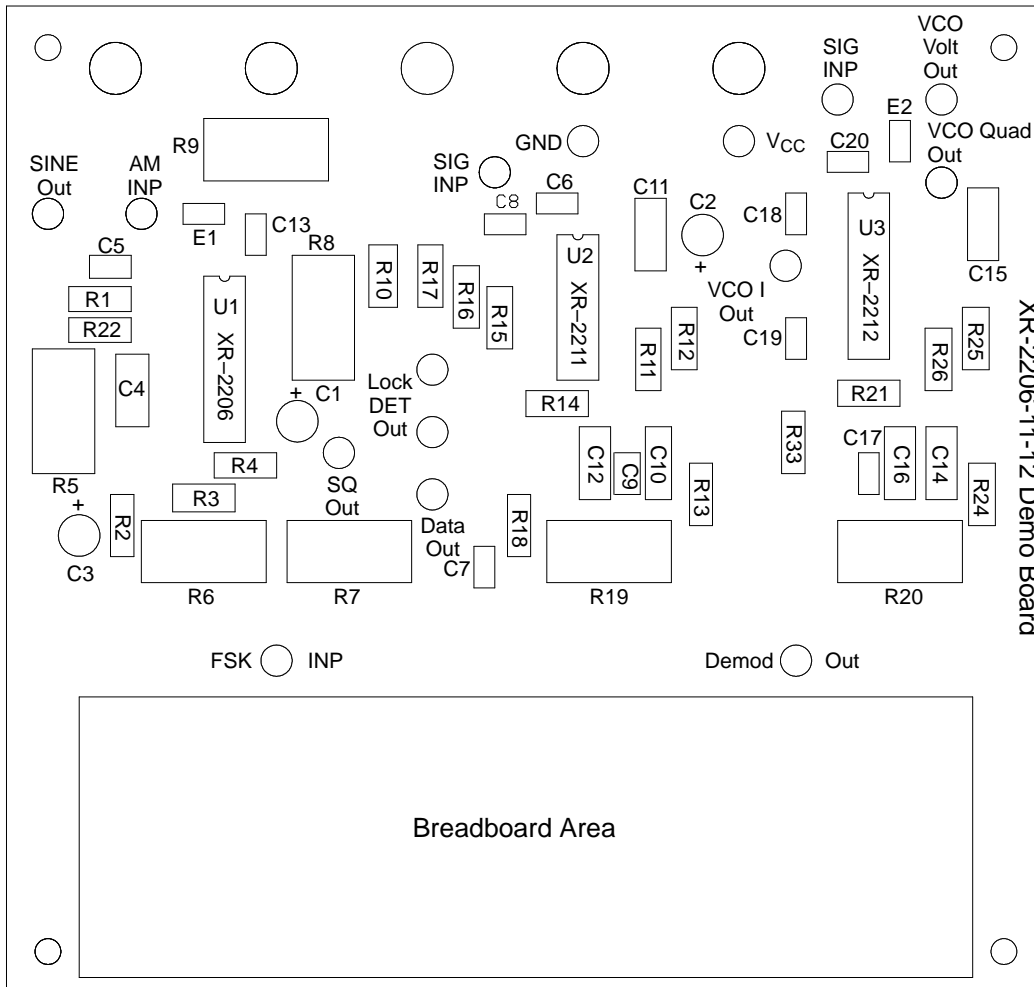 VCO
Volt
Out
SIG
INP
E2
R9
GND
VCC
C20
VCO Quad
Out
SINE
Out
AM
INP
SIG
INP
C6
C11
C2
C8
C18
E1
C13
R8
U2
XR–2211
U3
XR–2212
C5
R10
R17
R16
R15
+
VCO I
Out
C15
R1
U1
XR–2206
R22
R12
R11
C19
R25
R26
XR-2206-11-12 Demo Board
C4
Lock
DET
Out
+
C1
R14
R21
R33
R4
SQ
Out
C12
C9
C10
C17
C16
C14
R5
R3
R13
R24
+
C3
R2
Data
Out
C7
R18
R6
R7
R19
R20
FSK INP
Demod Out
Breadboard Area